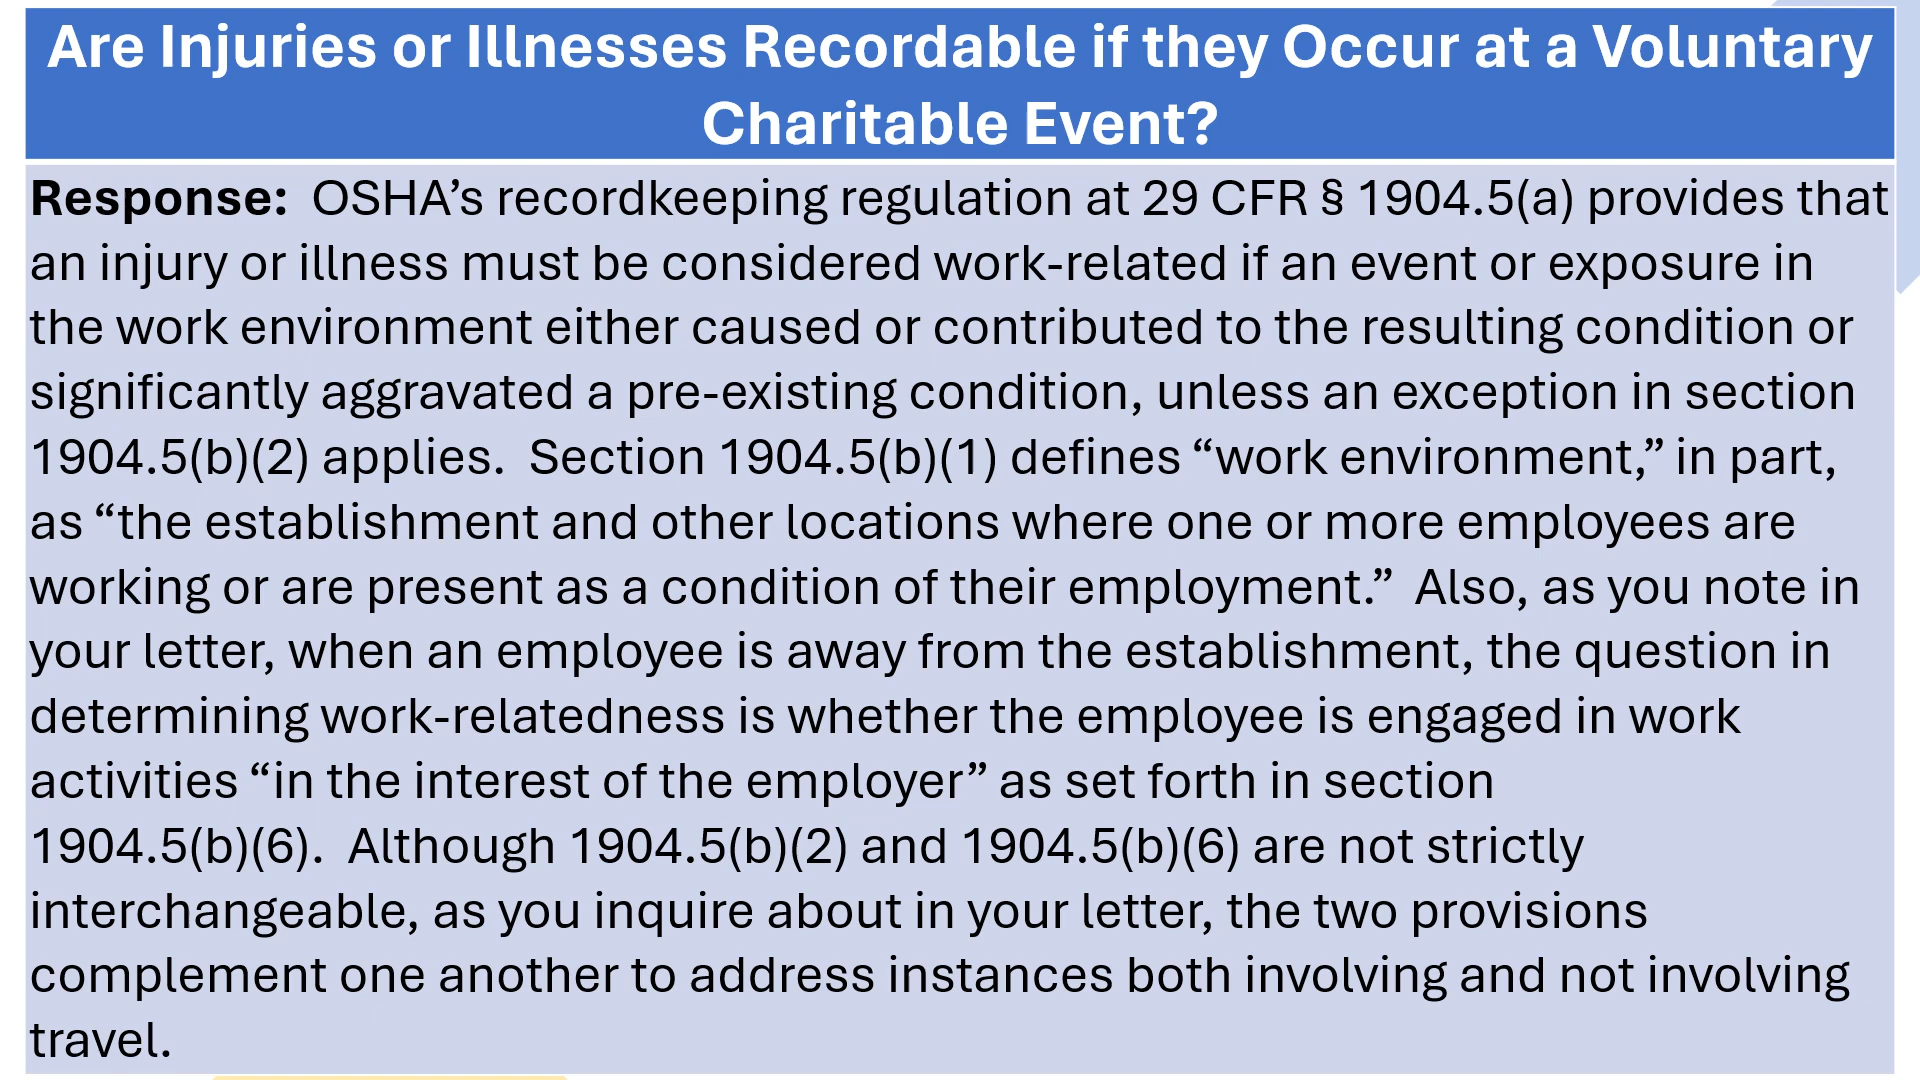 Are Injuries or Illnesses Recordable if they Occur at a Voluntary
Charitable Event?
Response:  OSHA’s recordkeeping regulation at 29 CFR § 1904.5(a) provides that
an injury or illness must be considered work-related if an event or exposure in
the work environment either caused or contributed to the resulting condition or
significantly aggravated a pre-existing condition, unless an exception in section
1904.5(b)(2) applies.  Section 1904.5(b)(1) defines “work environment,” in part,
as “the establishment and other locations where one or more employees are
working or are present as a condition of their employment.”  Also, as you note in
your letter, when an employee is away from the establishment, the question in
determining work-relatedness is whether the employee is engaged in work
activities “in the interest of the employer” as set forth in section
1904.5(b)(6).  Although 1904.5(b)(2) and 1904.5(b)(6) are not strictly
interchangeable, as you inquire about in your letter, the two provisions
complement one another to address instances both involving and not involving
travel.